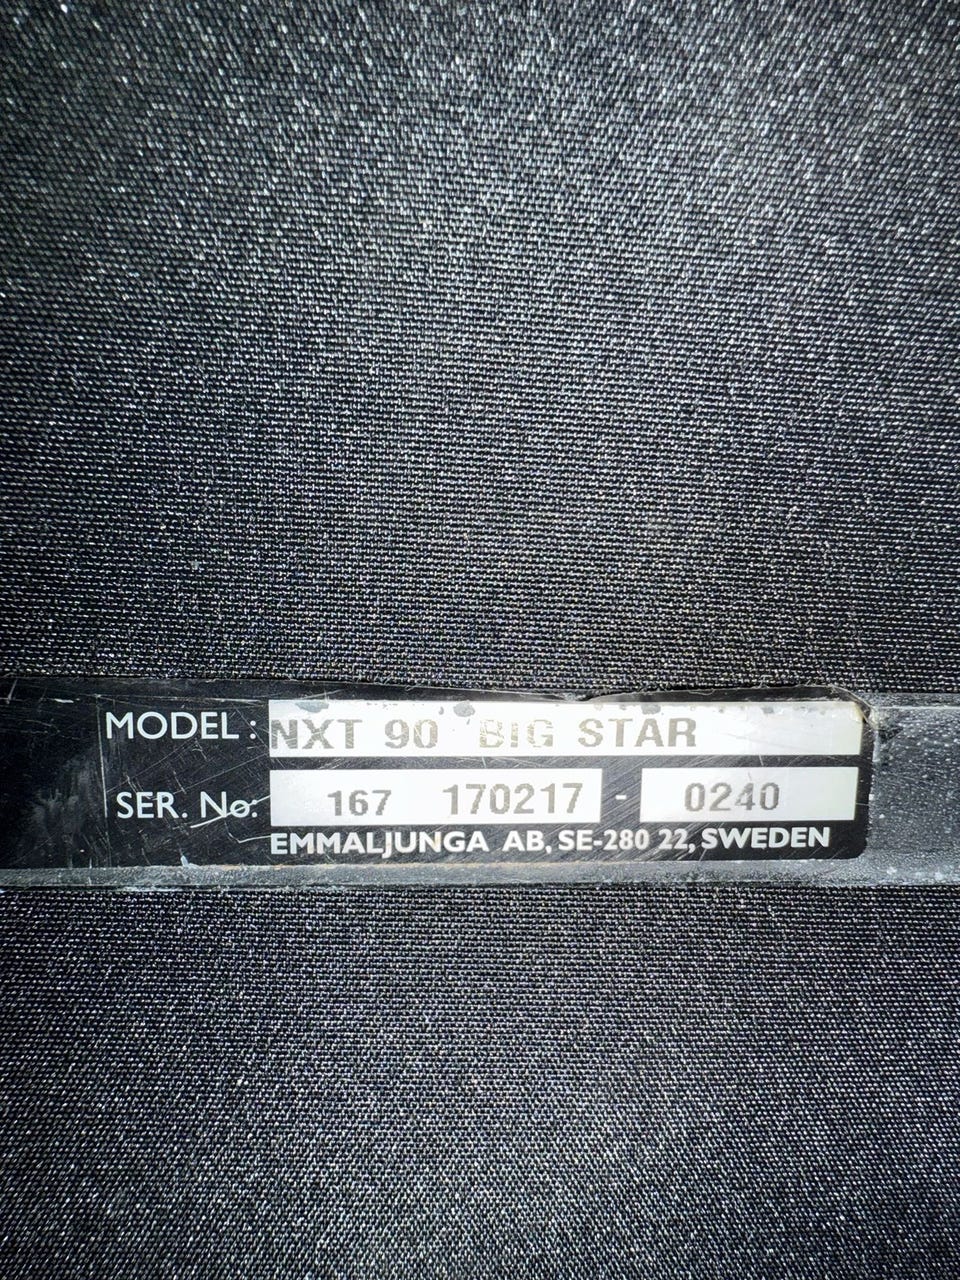 MODEL: NXT 90 BIG STAR
SER. No: 167 170217 - 0240
EMMALJUNGA AB, SE-280 22, SWEDEN